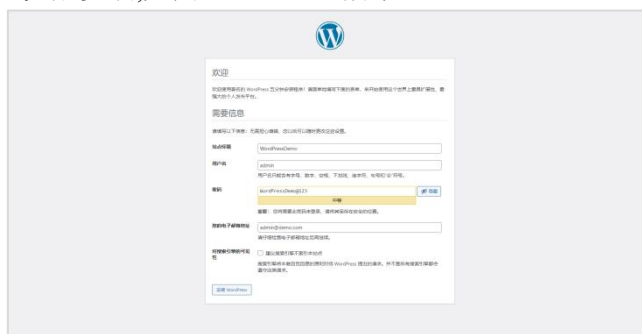 欢迎
欢迎使用著名的 WordPress 五分钟安装程序！请简单地填写下面的表单，来开始使用这个世界上最具扩展性、最
强大的个人发布平台。
需要信息
请填写以下信息。无需担心填错，您以后可以随时更改这些设置。
站点标题
WordPressDemo
用户名
admin
用户名只能含有字母、数字、空格、下划线、连字符、句号和“@”符号。
密码
WordPressDemo@123
隐藏
中等
重要：您将需要此密码来登录，请将其保存在安全的位置。
您的电子邮箱地址
admin@demo.com
请仔细检查电子邮箱地址后再继续。
对搜索引擎的可见
性
建议搜索引擎不索引本站点
搜索引擎将本着自觉自愿的原则对待 WordPress 提出的请求。并不是所有搜索引擎都会
遵守这类请求。
安装 WordPress